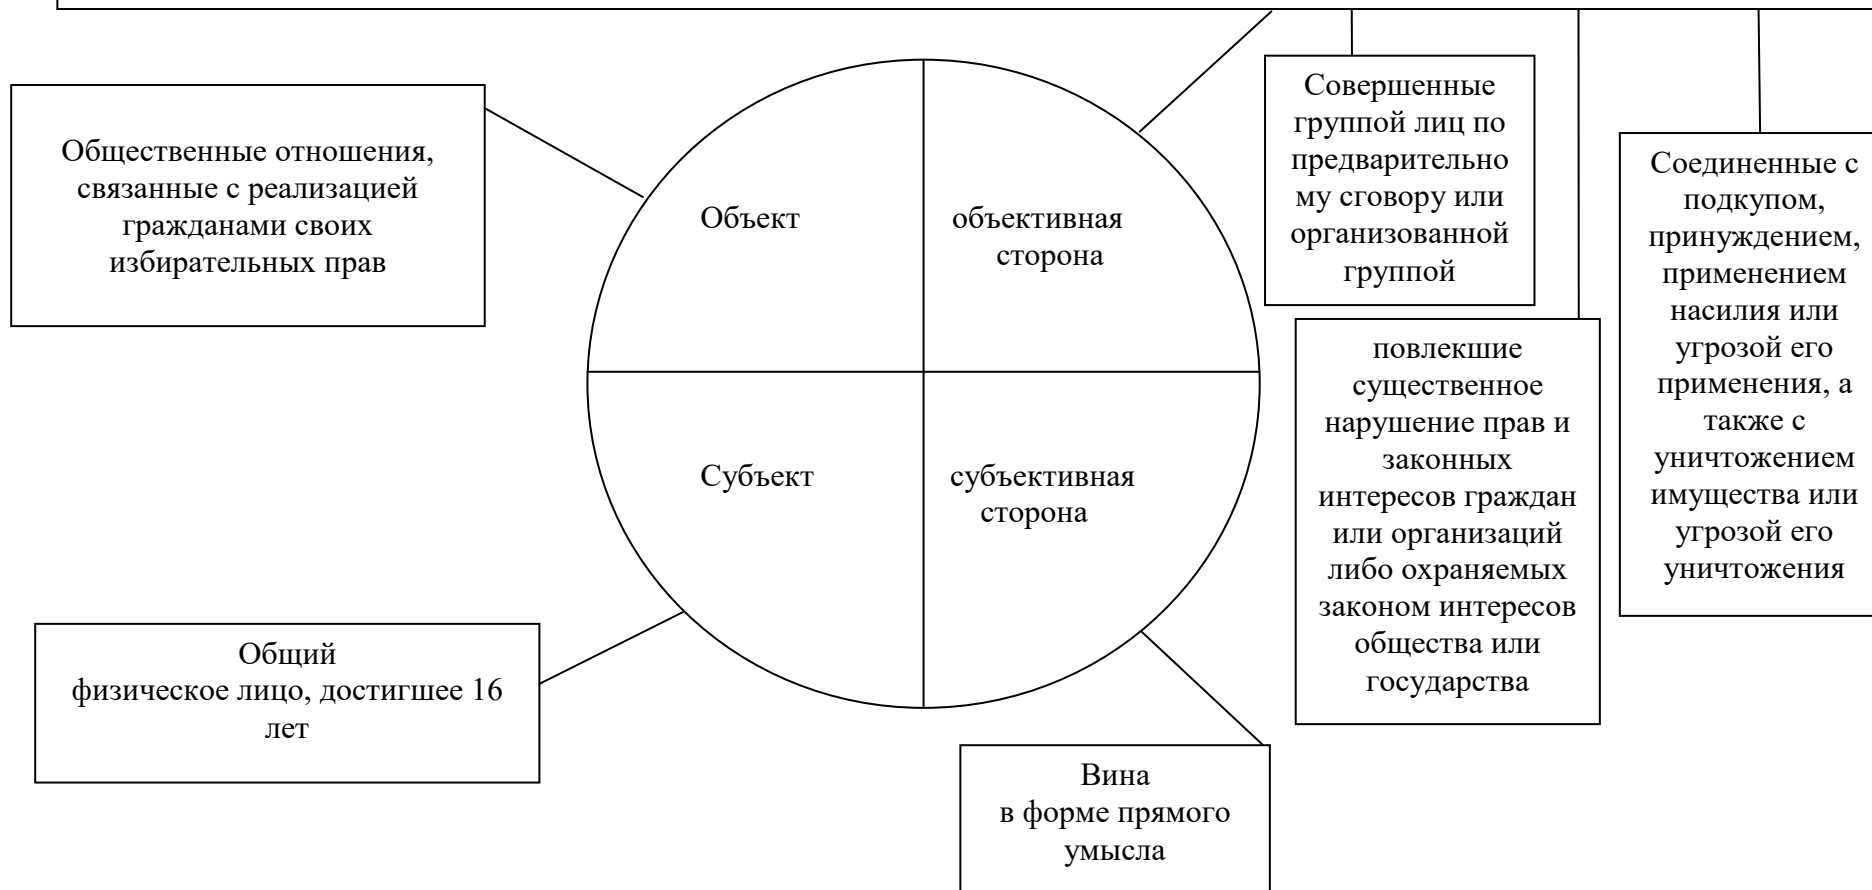 Общественные отношения,
связанные с реализацией
гражданами своих
избирательных прав
Объект
объективная
сторона
Совершенные
группой лиц по
предварительно
му сговору или
организованной
группой
Соединенные с
подкупом,
принуждением,
применением
насилия или
угрозой его
применения, а
также с
уничтожением
имущества или
угрозой его
уничтожения
повлекшие
существенное
нарушение прав и
законных
интересов граждан
или организаций
либо охраняемых
законом интересов
общества или
государства
Субъект
субъективная
сторона
Общий
физическое лицо, достигшее 16
лет
Вина
в форме прямого
умысла